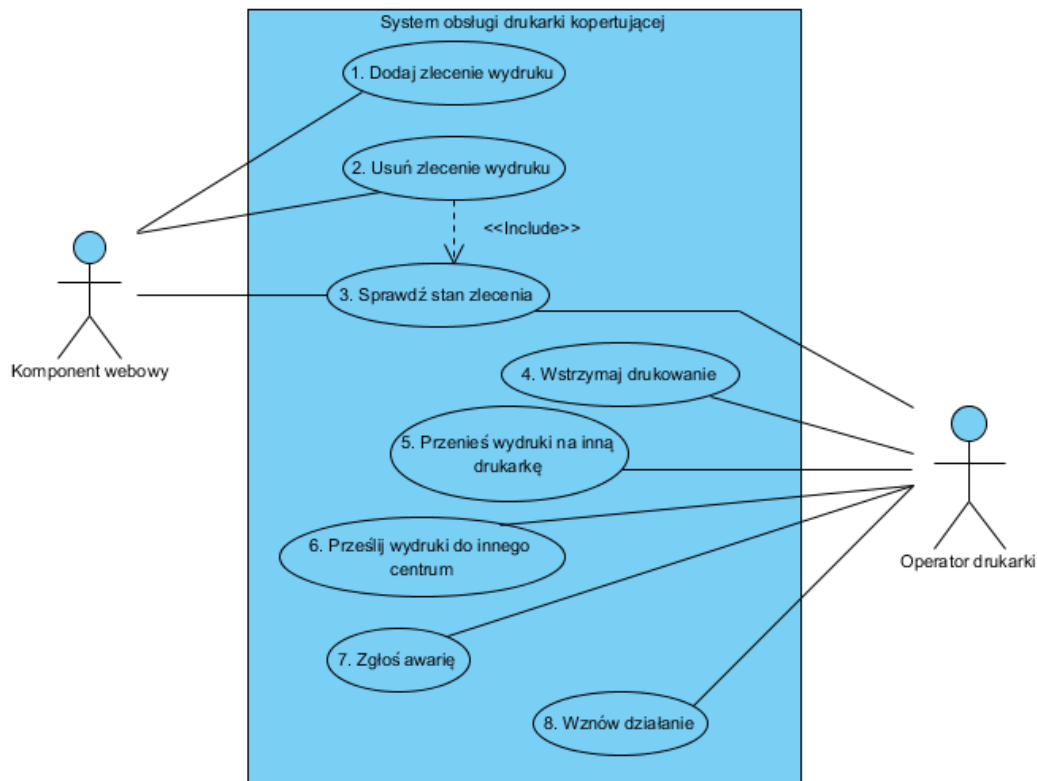 System obsługi drukarki kopertującej
1. Dodaj zlecenie wydruku
2. Usuń zlecenie wydruku
<<Include>>
3. Sprawdź stan zlecenia
Komponent webowy
4. Wstrzymaj drukowanie
5. Przenieś wydruki na inną
drukarkę
6. Prześlij wydruki do innego
centrum
Operator drukarki
7. Zgłoś awarię
8. Wznów działanie